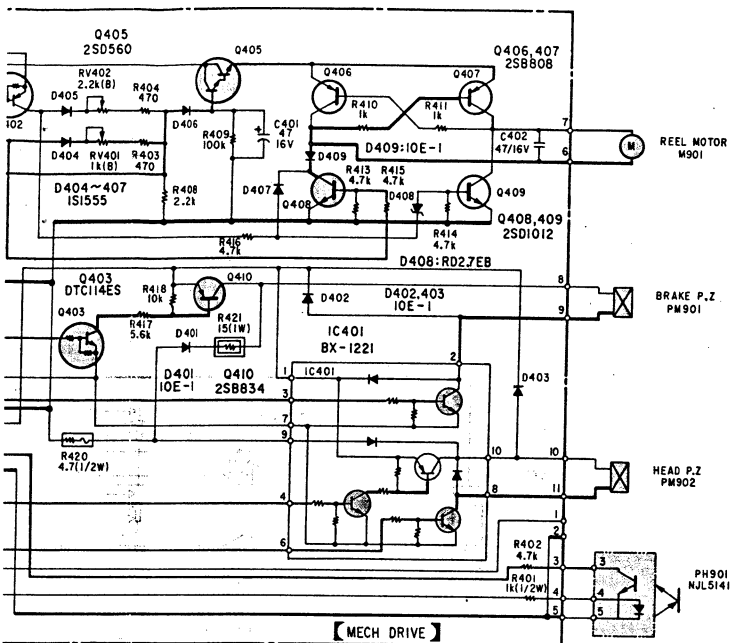 Q405
2SD560
Q405
Q406,407
2SB808
RV402
2.2k(B)
R404
470
D405
Q406
Q407
R410
1k
R411
1k
D406
R409
100k
C401
47
16V
C402
47/16V
7
6
M
REEL MOTOR
M901
D404
RV401
1k(B)
R403
470
D409:10E-1
D409
D404~407
1S1555
R408
2.2k
D407
R413
4.7k
R415
4.7k
D408
Q408
Q409
Q408,409
2SD1012
R416
4.7k
R414
4.7k
D408:RD2.7EB
Q403
DTC114ES
R418
10k
Q410
D402
D402,403
10E-1
8
9
BRAKE P.Z
PM901
Q403
R417
5.6k
R421
15(1W)
D401
IC401
BX-1221
D401
10E-1
Q410
2SB834
2
1
IC401
3
D403
7
9
R420
4.7(1/2W)
10
10
HEAD P.Z
PM902
4
8
11
6
1
2
R402
4.7k
3
3
R401
1k(1/2W)
4
4
5
5
PH901
NJL5141
【MECH DRIVE】